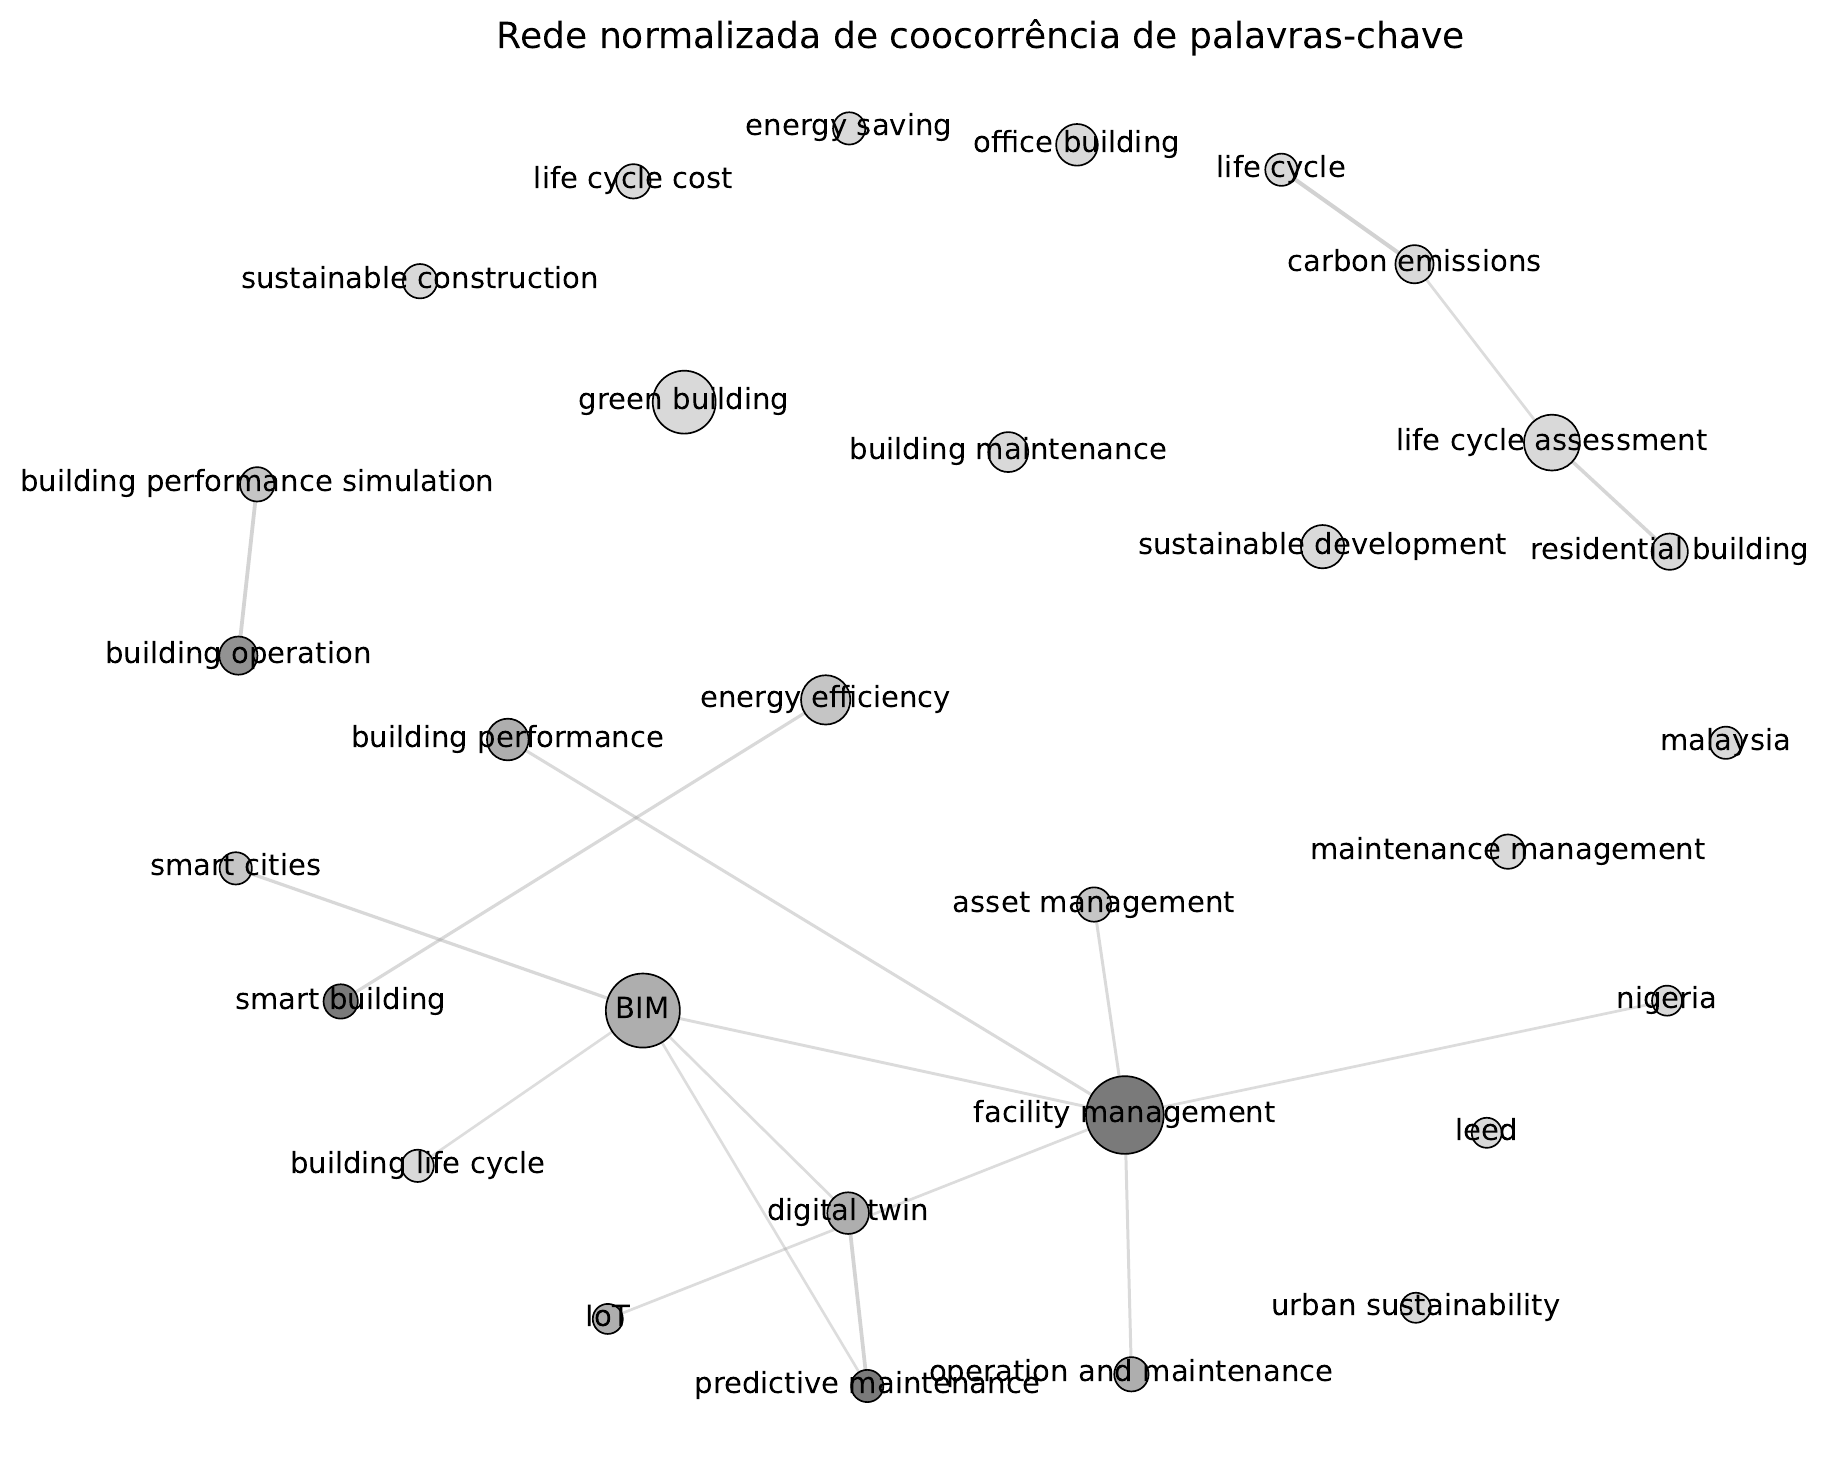 Rede normalizada de coocorrência de palavras-chave
energy saving
office building
life cycle
life cycle cost
carbon emissions
sustainable construction
green building
life cycle assessment
building maintenance
building performance simulation
sustainable development
residential building
building operation
energy efficiency
building performance
malaysia
maintenance management
smart cities
asset management
smart building
nigeria
BIM
facility management
leed
building life cycle
digital twin
urban sustainability
IoT
operation and maintenance
predictive maintenance